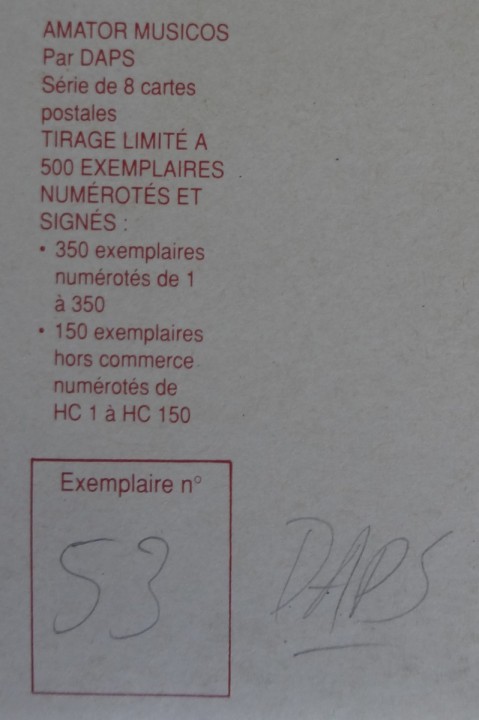 AMATOR MUSICOS
Par DAPS
Série de 8 cartes
postales
TIRAGE LIMITÉ A
500 EXEMPLAIRES
NUMÉROTÉS ET
SIGNÉS :
• 350 exemplaires
numérotés de 1
à 350
• 150 exemplaires
hors commerce
numérotés de
HC 1 à HC 150
Exemplaire n°
53
DAPS